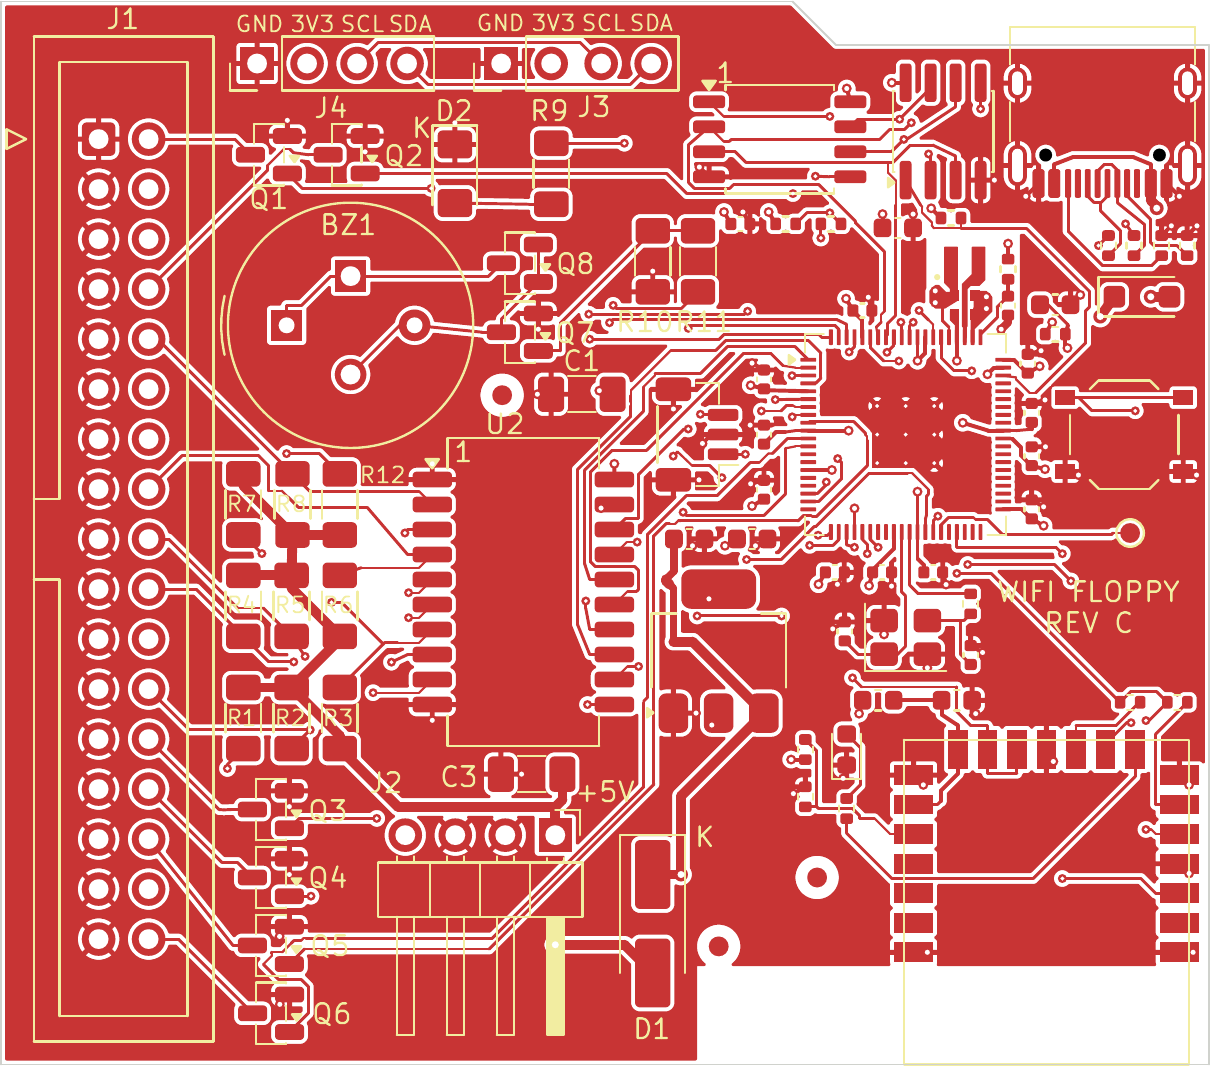 J1
GND 3V3 SCL SDA
GND 3V3 SCL SDA
J4
J3
D2
R9
1
K
Q2
Q1
BZ1
Q8
Q7
R10
R11
C1
U2
1
R12
R7
R8
R4
R5
R6
WIFI FLOPPY
REV C
R1
R2
R3
J2
C3
+5V
Q3
K
Q4
Q5
Q6
D1